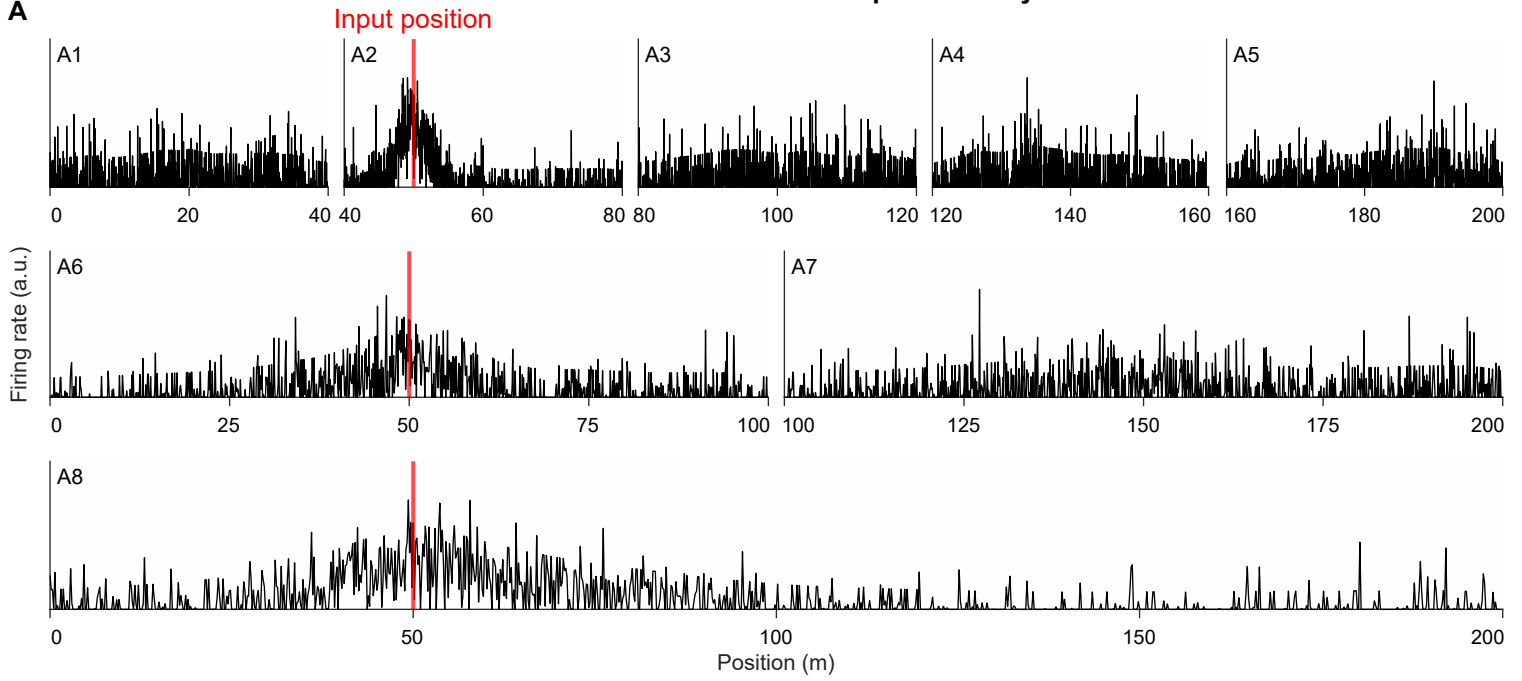 A
Input position
A1 A2 A3 A4 A5
0 20 40 40 60 80 80 100 120 120 140 160 160 180 200
Firing rate (a.u.)
A6 A7
0 25 50 75 100 100 125 150 175 200
A8
0 50 100 150 200
Position (m)